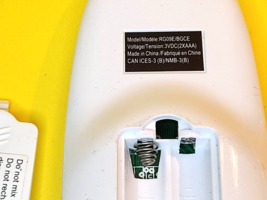 Model/Modèle:RG09E/BGCE
Voltage/Tension:3VDC(2XAAA)
Made in China/Fabriqué en Chine
CAN ICES-3 (B)/NMB-3(B)
Do not mix
Do not rech